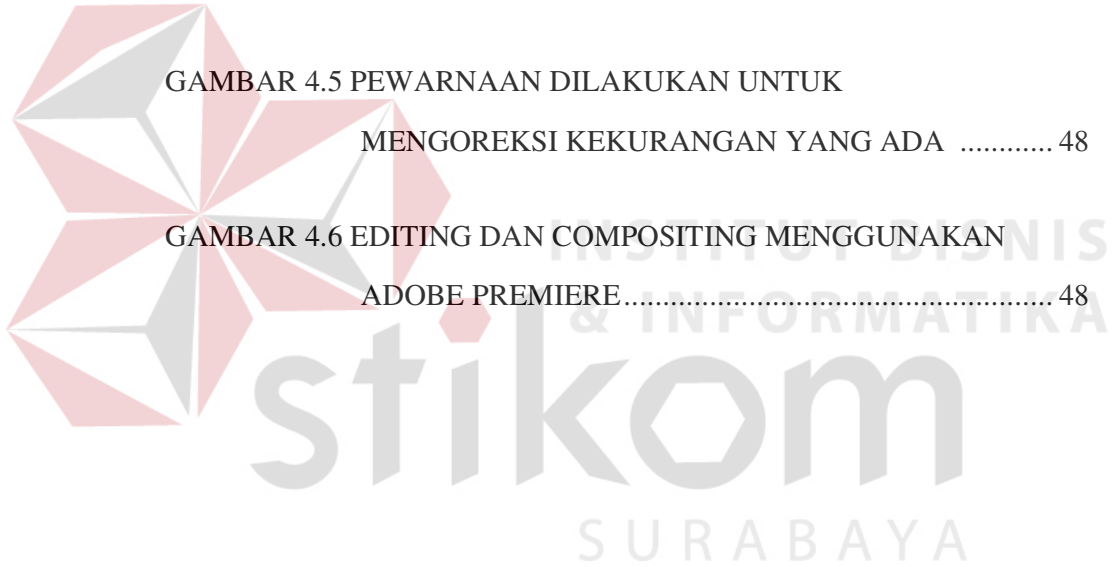 GAMBAR 4.5 PEWARNAAN DILAKUKAN UNTUK
MENGOREKSI KEKURANGAN YANG ADA ............ 48
GAMBAR 4.6 EDITING DAN COMPOSITING MENGGUNAKAN
ADOBE PREMIERE....................................................... 48
INSTITUT BISNIS
& INFORMATIKA
stikom
SURABAYA